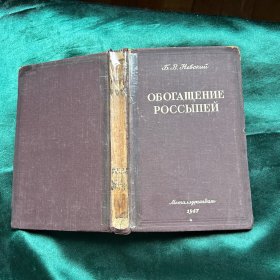 Б. В. Невский
ОБОГАЩЕНИЕ
РОССЫПЕЙ
Металлургиздат
1947